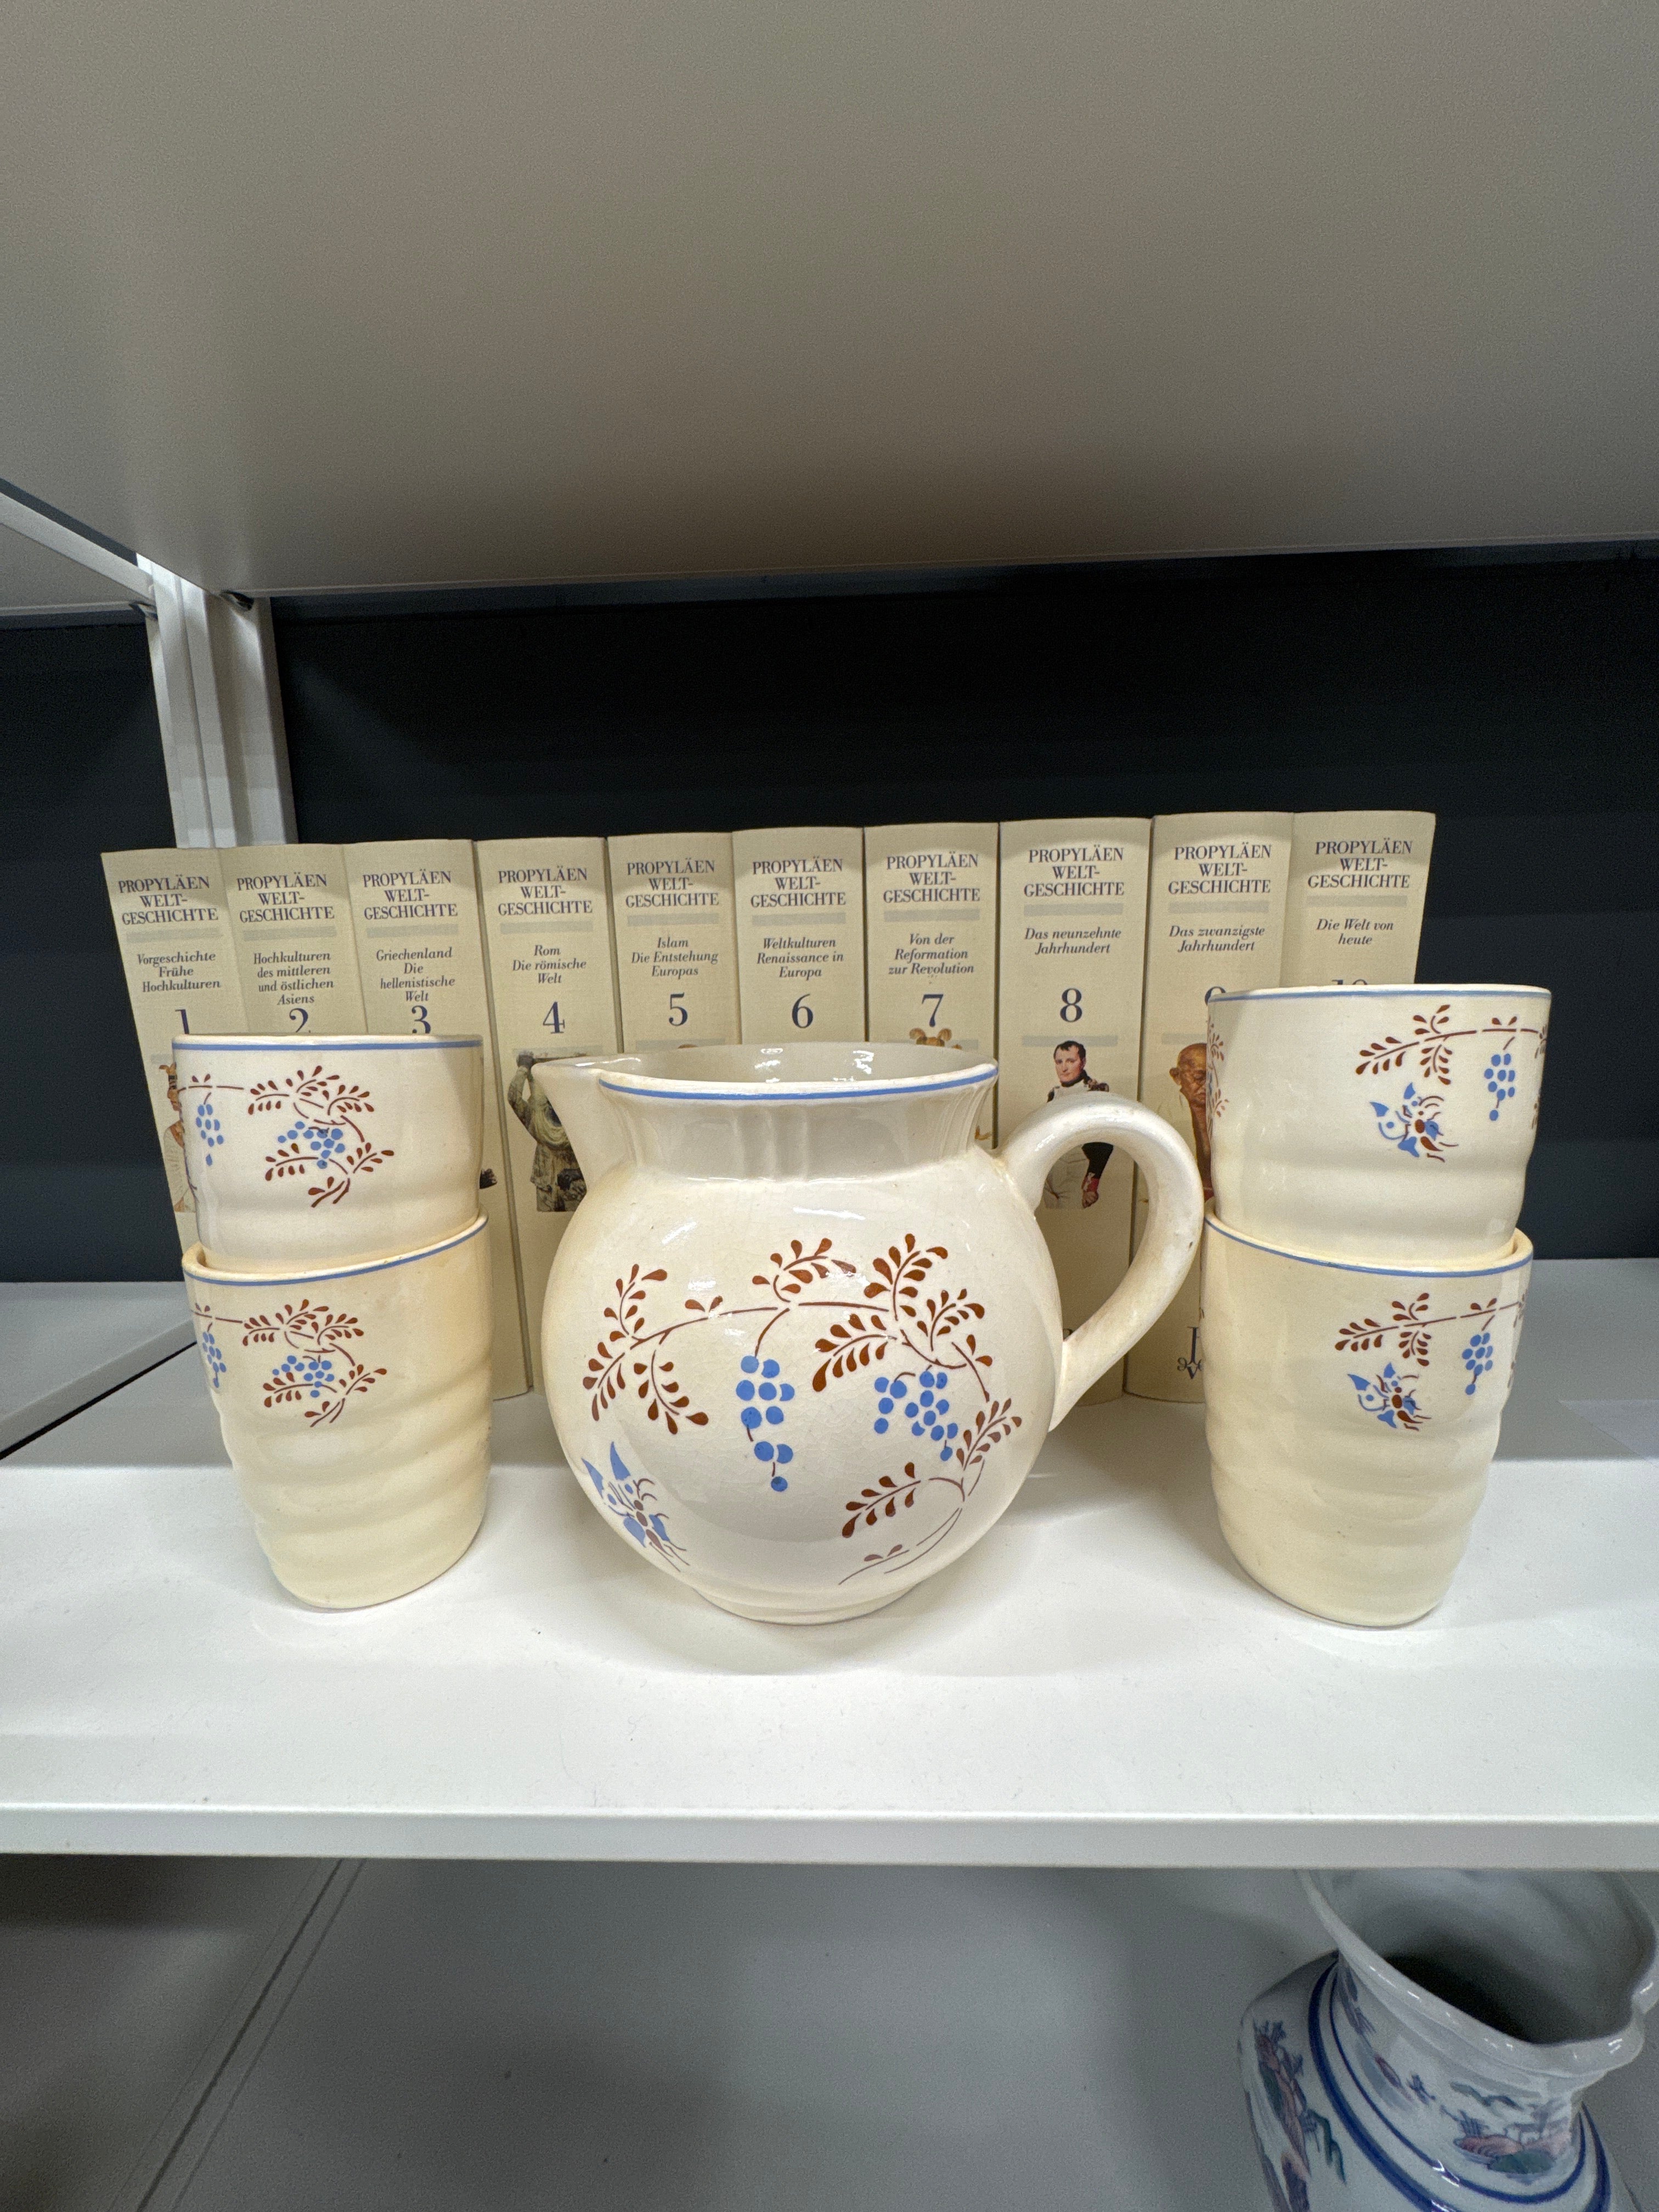 PROPYLÄEN
WELT-
GESCHICHTE
Vorgeschichte
Frühe
Hochkulturen
1
PROPYLÄEN
WELT-
GESCHICHTE
Hochkulturen
des mittleren
und östlichen
Asiens
2
PROPYLÄEN
WELT-
GESCHICHTE
Griechenland
Die
hellenistische
Welt
3
PROPYLÄEN
WELT-
GESCHICHTE
Rom
Die römische
Welt
4
PROPYLÄEN
WELT-
GESCHICHTE
Islam
Die Entstehung
Europas
5
PROPYLÄEN
WELT-
GESCHICHTE
Weltkulturen
Renaissance in
Europa
6
PROPYLÄEN
WELT-
GESCHICHTE
Von der
Reformation
zur Revolution
7
PROPYLÄEN
WELT-
GESCHICHTE
Das neunzehnte
Jahrhundert
8
PROPYLÄEN
WELT-
GESCHICHTE
Das zwanzigste
Jahrhundert
9
PROPYLÄEN
WELT-
GESCHICHTE
Die Welt von
heute
10